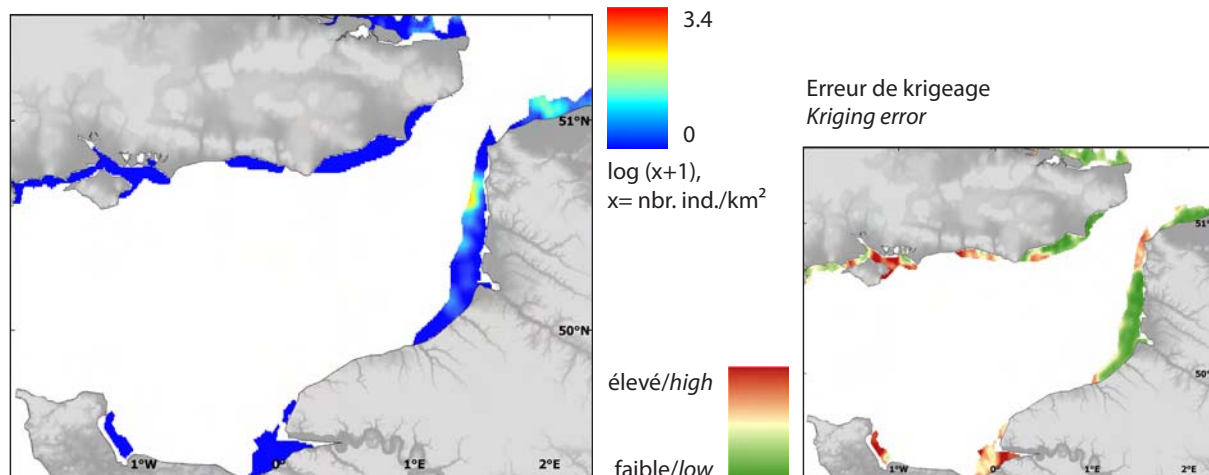 3.4
0
log (x+1),
x= nbr. ind./km²
51°N
50°N
1°W
0°
1°E
2°E
Erreur de krigeage
Kriging error
élevé/high
faible/low
51°N
50°N
1°W
0°
1°E
2°E